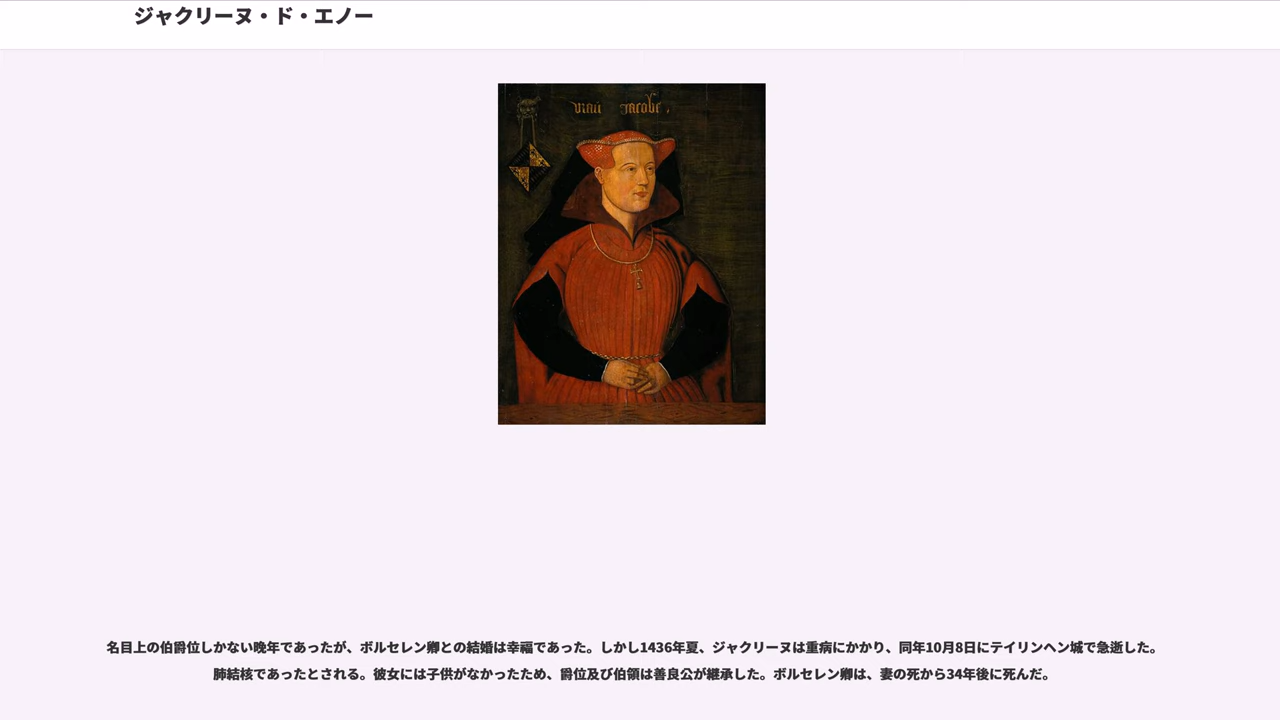 ジャクリーヌ・ド・エノー
vrau jacobe.
名目上の伯爵位しかない晩年であったが、ボルセレン卿との結婚は幸福であった。しかし1436年夏、ジャクリーヌは重病にかかり、同年10月8日にテイリンヘン城で急逝した。
肺結核であったとされる。彼女には子供がなかったため、爵位及び伯領は善良公が継承した。ボルセレン卿は、妻の死から34年後に死んだ。